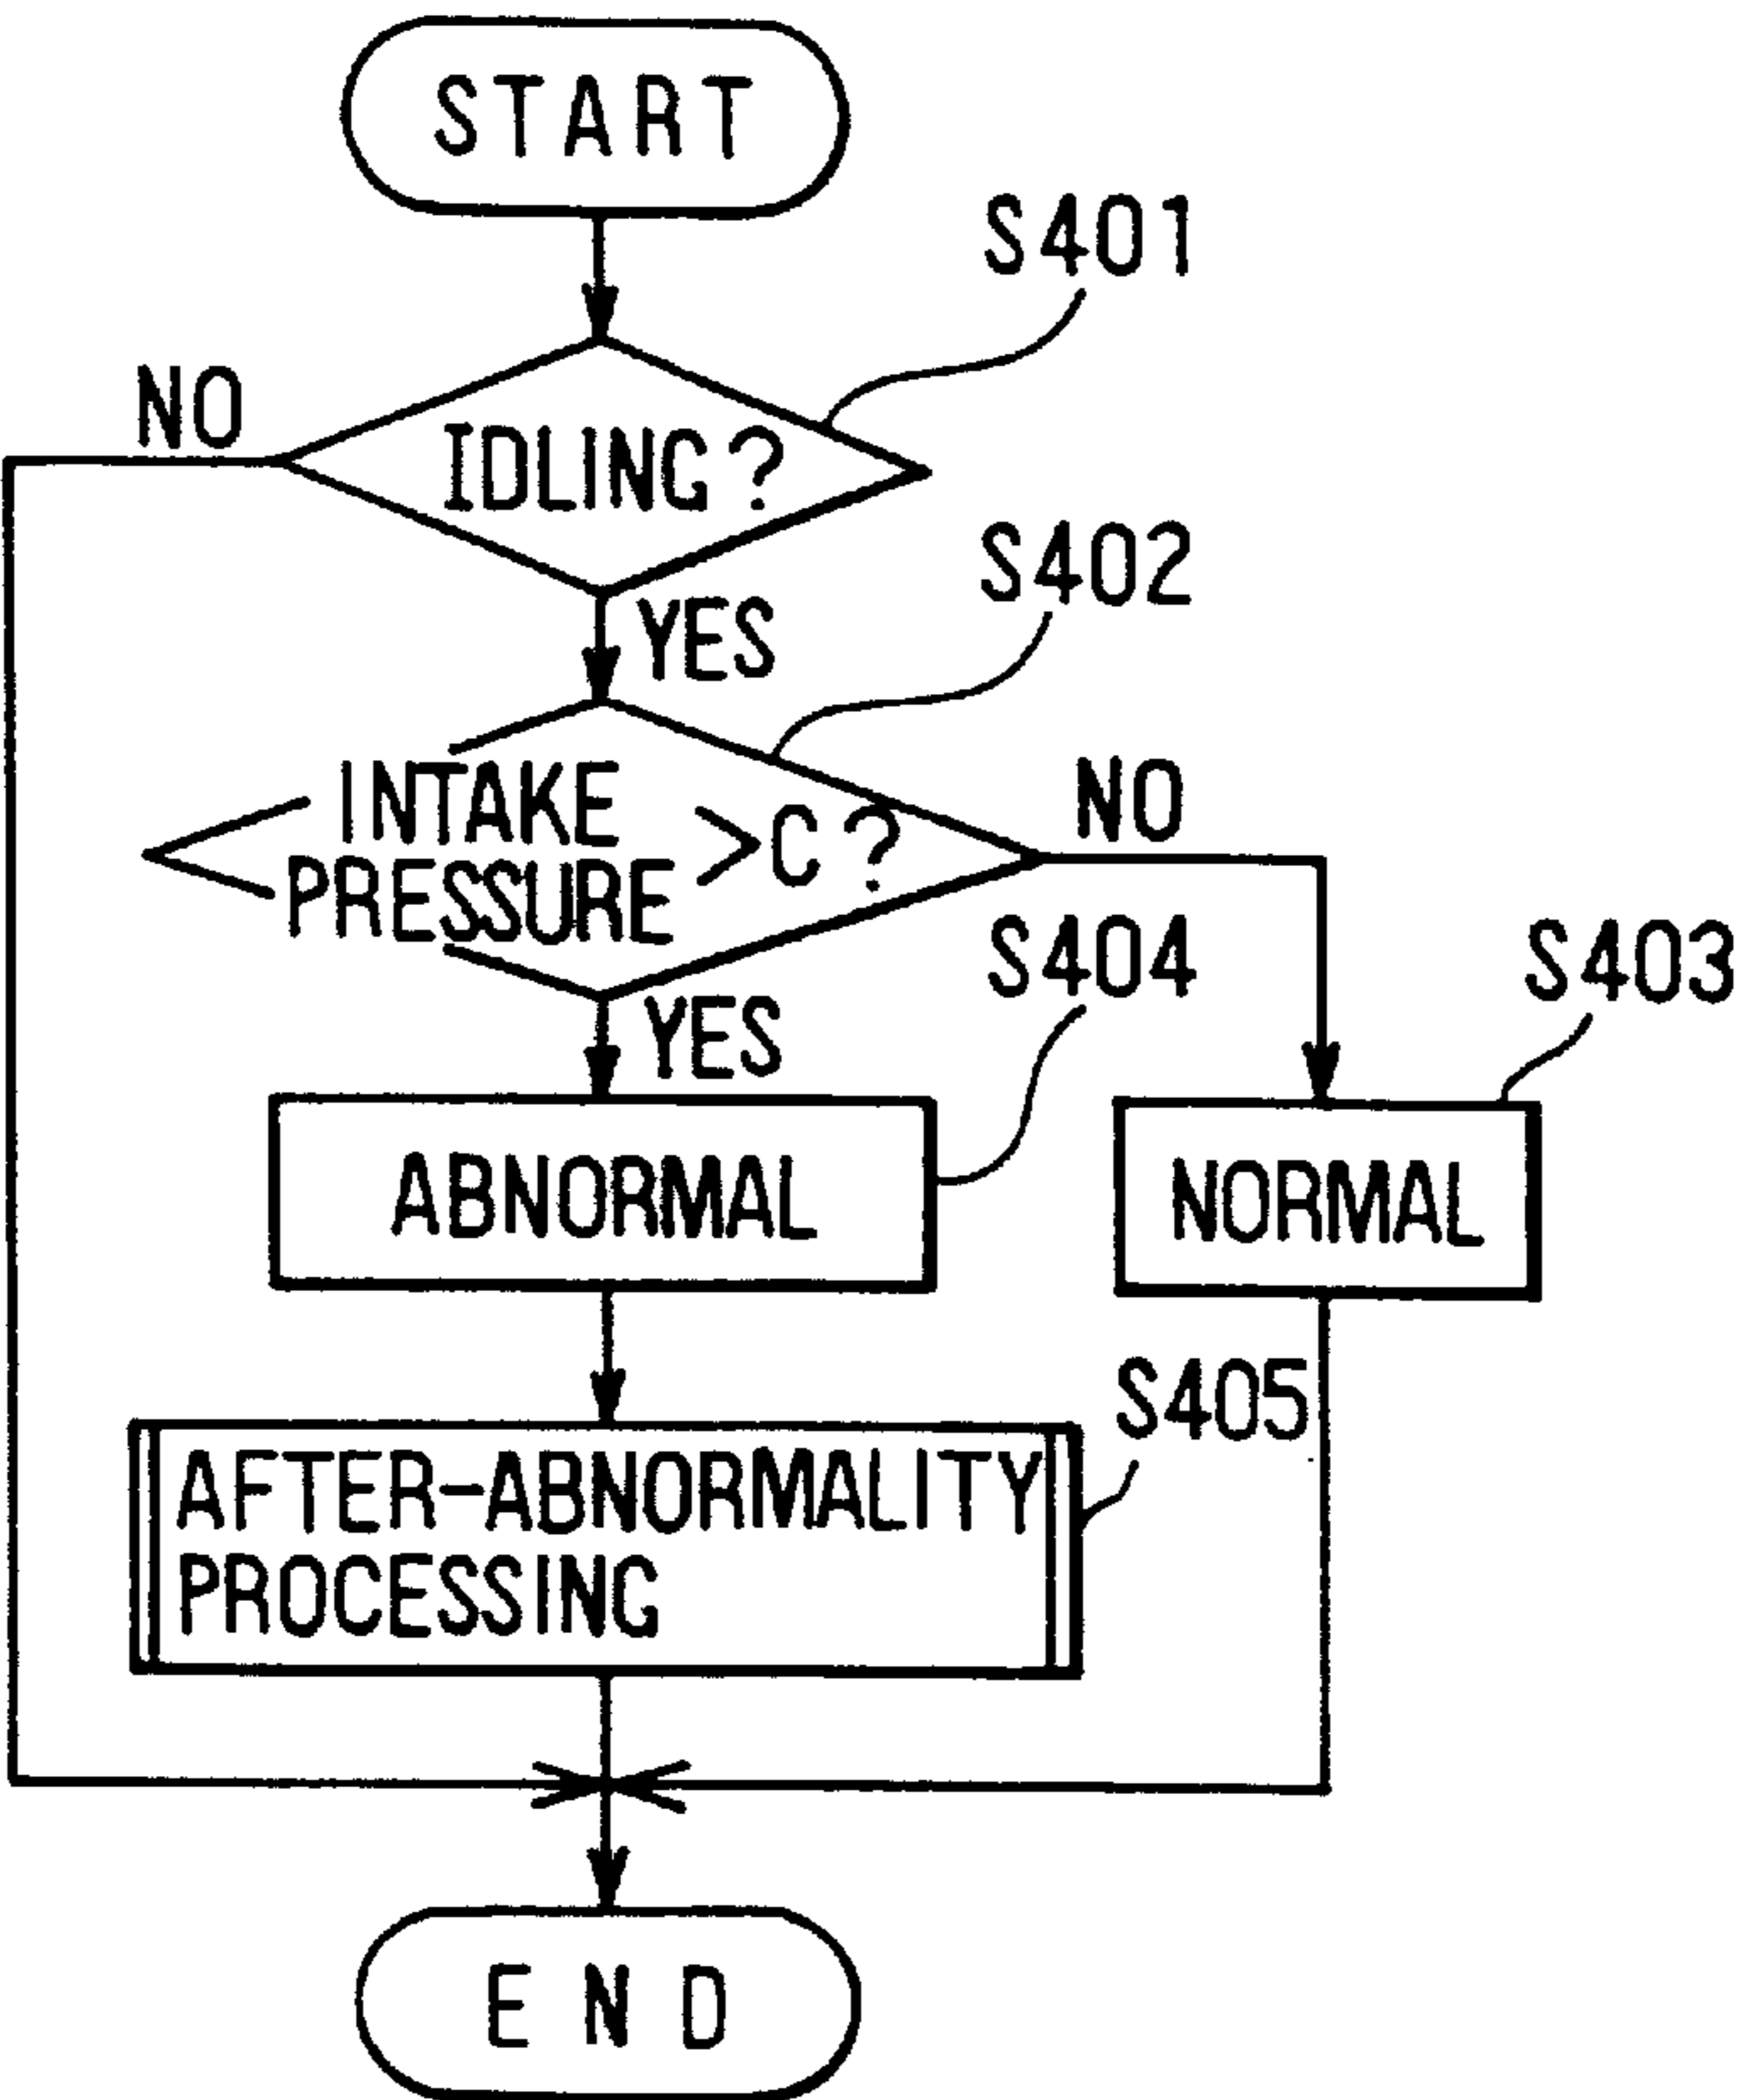 START
S401
NO
IDLING?
S402
YES
INTAKE
PRESSURE
>C?
NO
S404
S403
YES
ABNORMAL
NORMAL
S405
AFTER-ABNORMALITY
PROCESSING
END